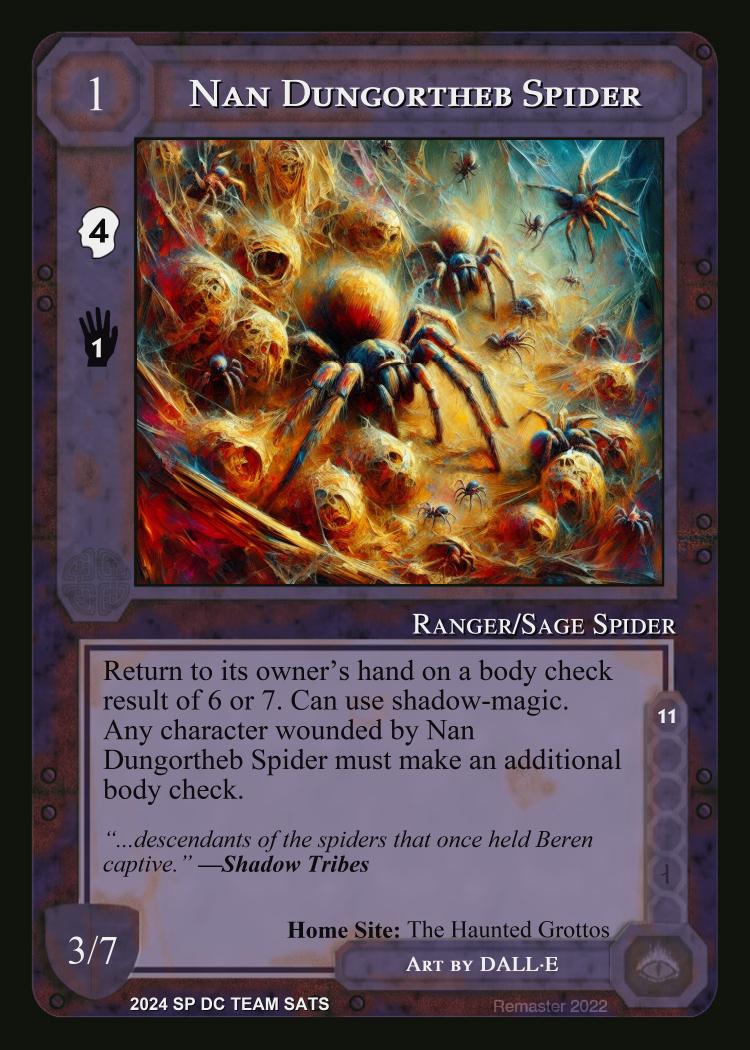 1
Nan Dungortheb Spider
4
1
Ranger/Sage Spider
Return to its owner's hand on a body check
result of 6 or 7. Can use shadow-magic.
Any character wounded by Nan
Dungortheb Spider must make an additional
body check.
11
“...descendants of the spiders that once held Beren
captive.” —Shadow Tribes
Home Site: The Haunted Grottos
3/7
Art by DALL·E
2024 SP DC TEAM SATS
Remaster 2022